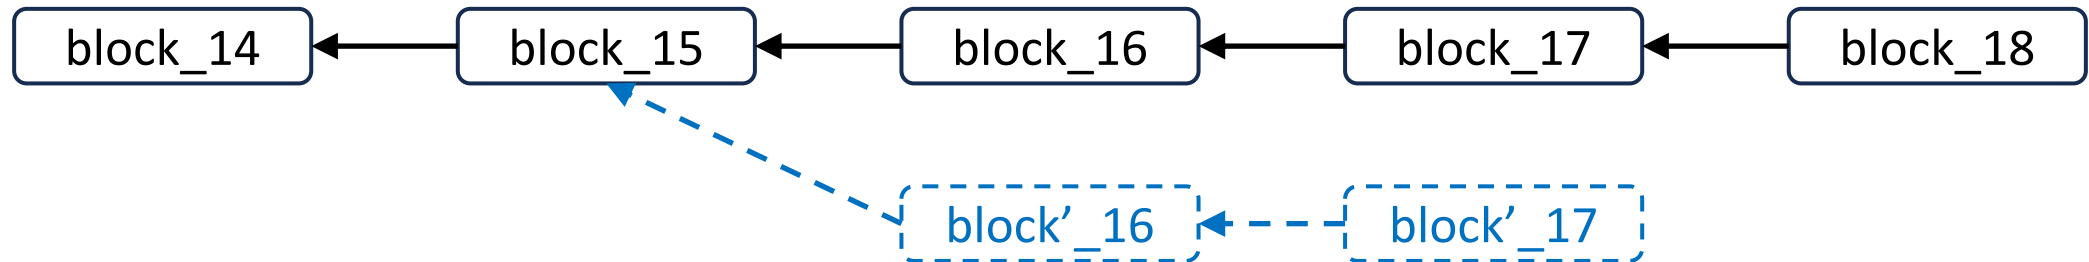 block_14 block_15 block_16 block_17 block_18
block’_16 block’_17